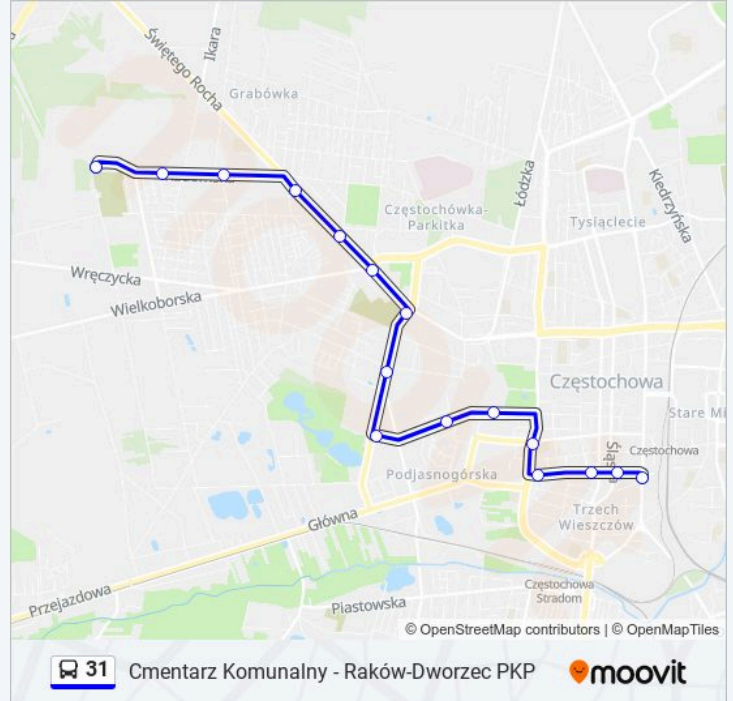 Ikara
Świętego Rocha
Grabówka
Łódzka
Kiedrzyńska
Częstochówka-
Parkitka
Tysiąclecie
Wręczycka
Wielkoborska
Częstochowa
Stare Mi
Śląska
Częstochowa
Podjasnogórska
Główna
Trzech
Wieszczów
Przejazdowa
Częstochowa
Stradom
Piastowska
© OpenStreetMap contributors | © OpenMapTiles
31 Cmentarz Komunalny - Raków-Dworzec PKP moovit